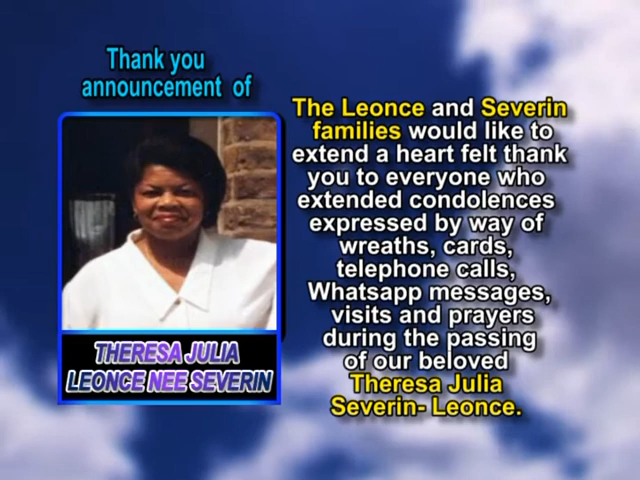 Thank you
announcement of
THERESA JULIA
LEONCE NEE SEVERIN
The Leonce and Severin
families would like to
extend a heart felt thank
you to everyone who
extended condolences
expressed by way of
wreaths, cards,
telephone calls,
Whatsapp messages,
visits and prayers
during the passing
of our beloved
Theresa Julia
Severin- Leonce.